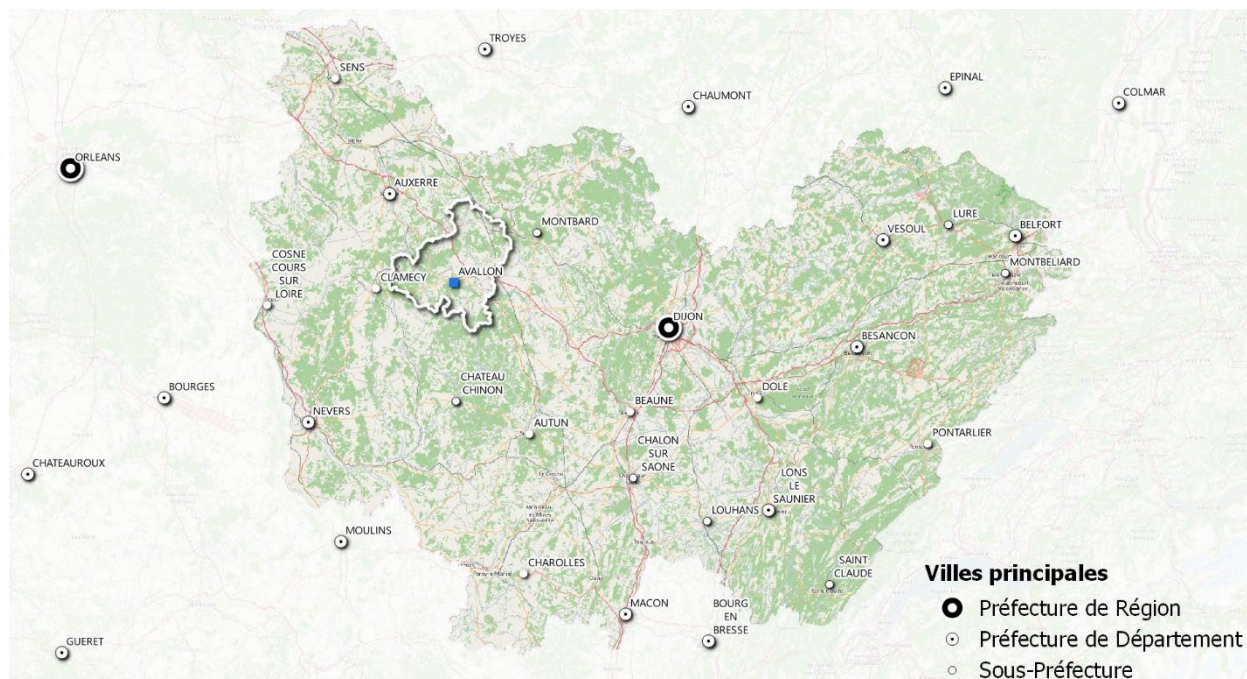 TROYES
SENS
EPINAL
CHAUMONT
COLMAR
ORLEANS
AUXERRE
MONTBARD
LURE
VESOUL
BELFORT
COSNE
COURS
SUR
LOIRE
CLAMECY
AVALLON
MONTBELIARD
DIJON
BESANCON
CHATEAU
CHINON
BOURGES
DOLE
BEAUNE
NEVERS
AUTUN
PONTARLIER
CHALON
SUR
SAONE
CHATEAUROUX
LONS
LE
SAUNIER
LOUHANS
MOULINS
CHAROLLES
SAINT
CLAUDE
MACON
BOURG
EN
BRESSE
GUERET
Villes principales
Préfecture de Région
Préfecture de Département
Sous-Préfecture